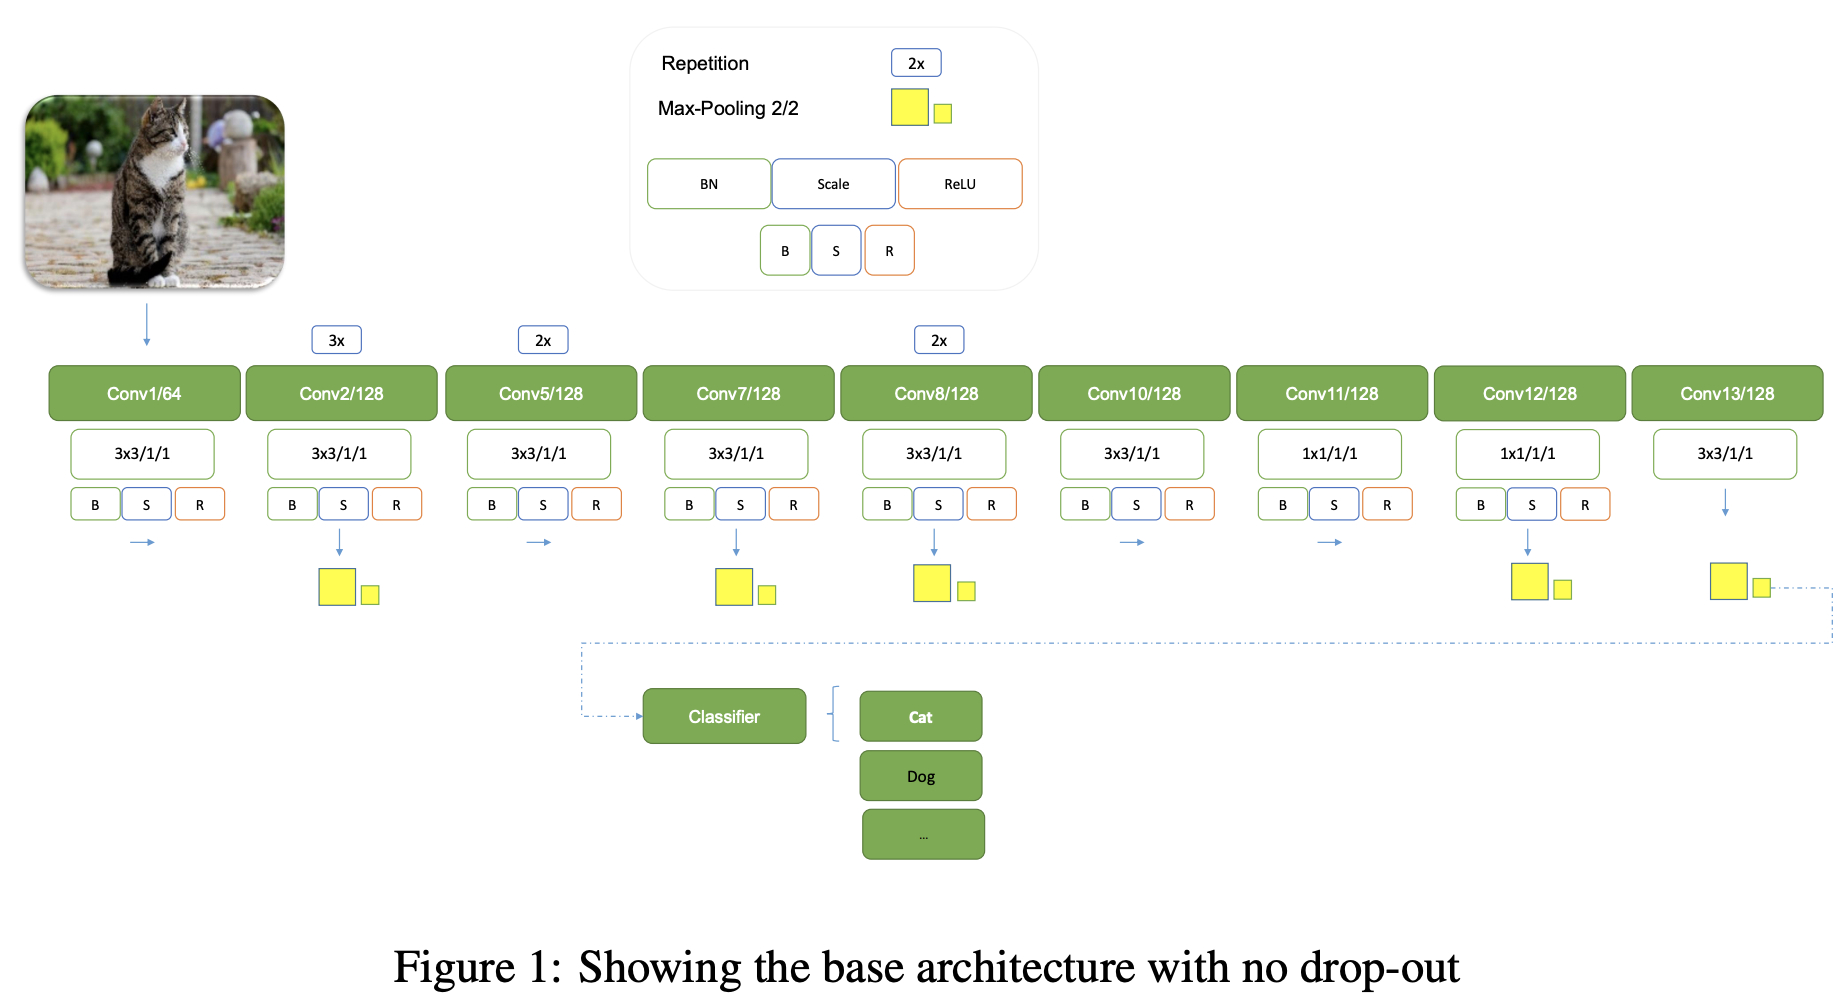 Repetition 2x
Max-Pooling 2/2
BN Scale ReLU
B S R
3x 2x 2x
Conv1/64 Conv2/128 Conv5/128 Conv7/128 Conv8/128 Conv10/128 Conv11/128 Conv12/128 Conv13/128
3x3/1/1 3x3/1/1 3x3/1/1 3x3/1/1 3x3/1/1 3x3/1/1 1x1/1/1 1x1/1/1 3x3/1/1
B S R B S R B S R B S R B S R B S R B S R B S R
Classifier Cat
Dog
...
Figure 1: Showing the base architecture with no drop-out